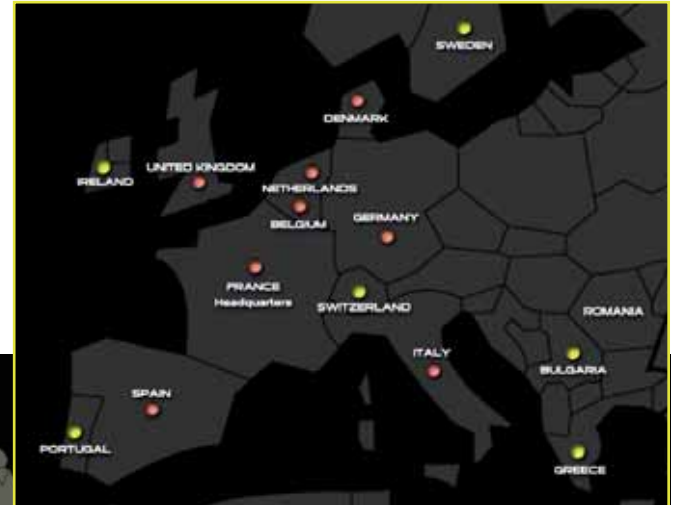 SWEDEN
DENMARK
UNITED KINGDOM
IRELAND
NETHERLANDS
BELGIUM
GERMANY
FRANCE
Headquarters
SWITZERLAND
ROMANIA
ITALY
BULGARIA
SPAIN
PORTUGAL
GREECE